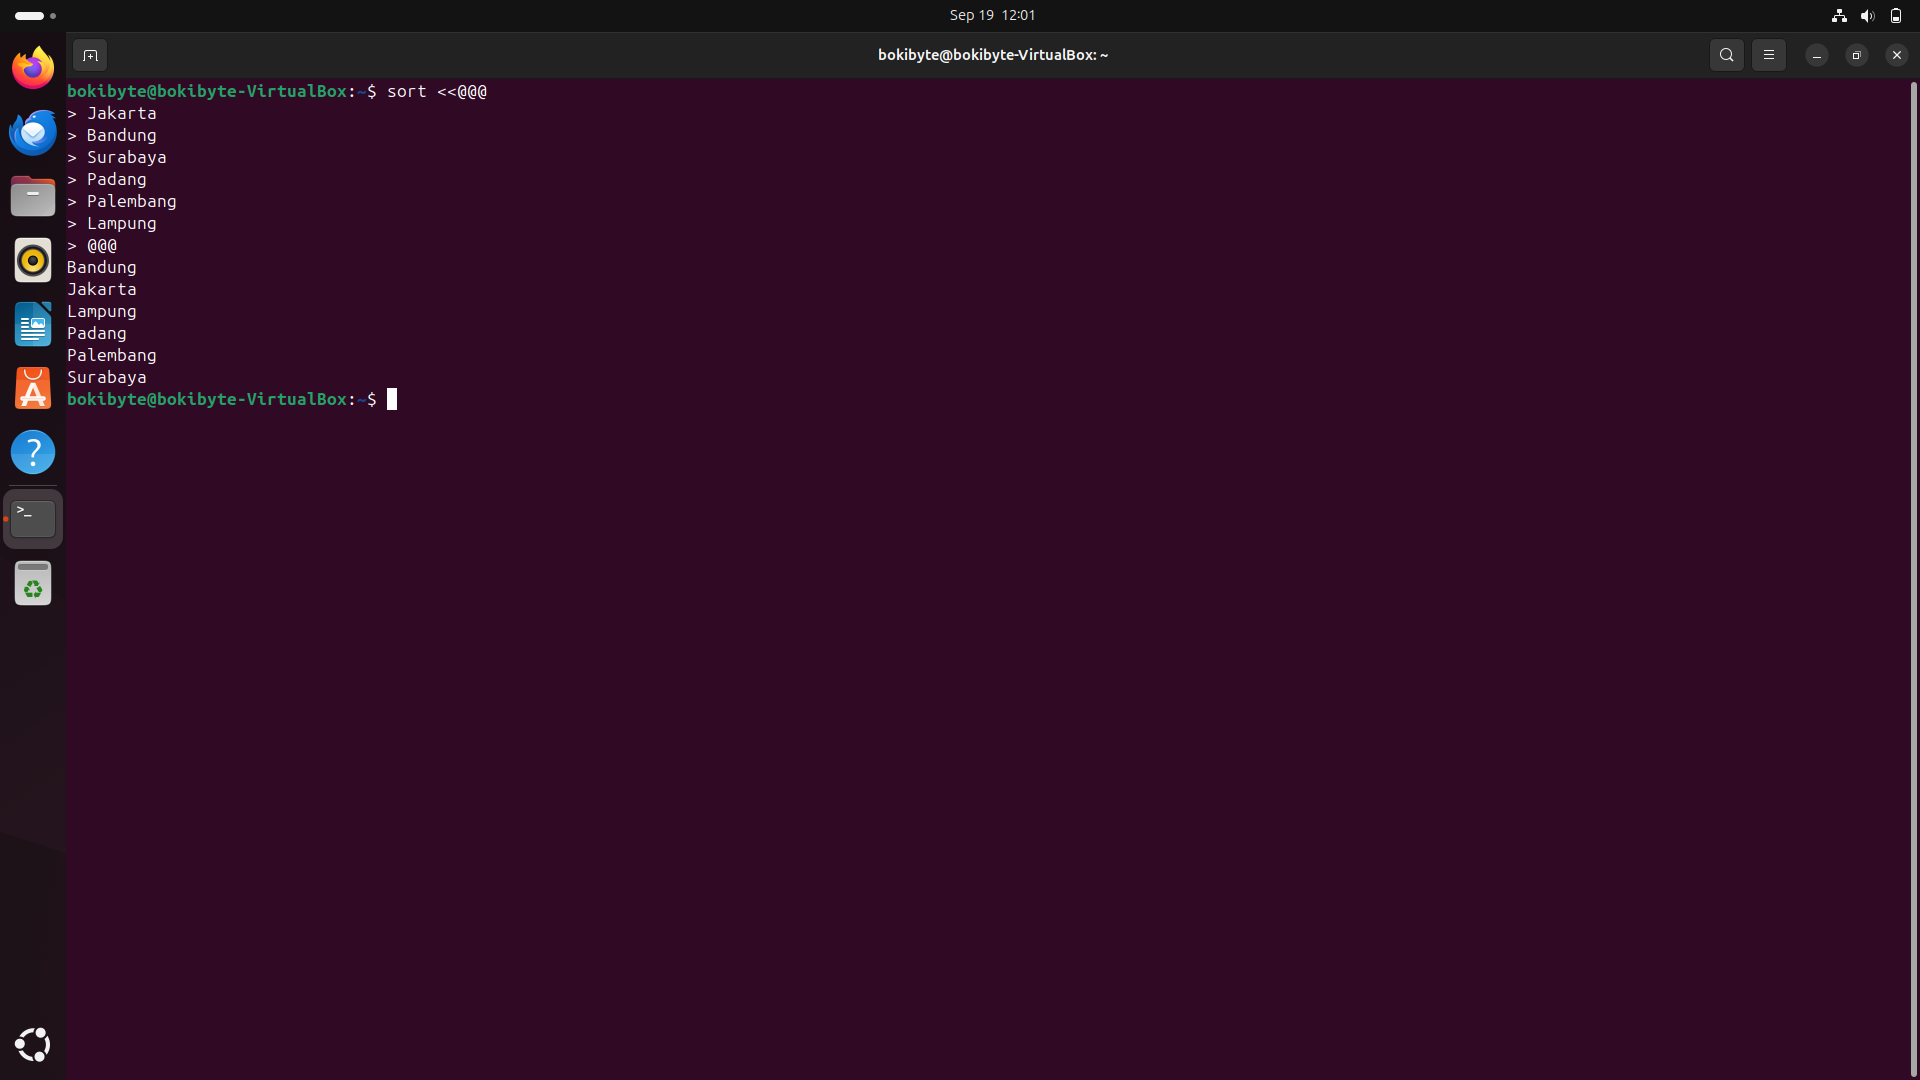 Sep 19 12:01
bokibyte@bokibyte-VirtualBox: ~
bokibyte@bokibyte-VirtualBox:~$ sort <<@@@
> Jakarta
> Bandung
> Surabaya
> Padang
> Palembang
> Lampung
> @@@
Bandung
Jakarta
Lampung
Padang
Palembang
Surabaya
bokibyte@bokibyte-VirtualBox:~$